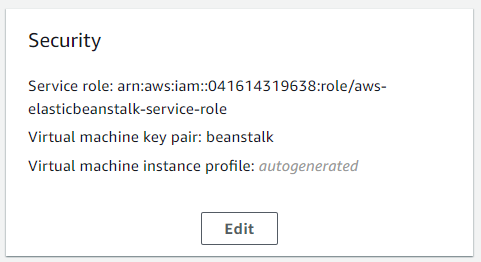 Security
Service role: arn:aws:iam::041614319638:role/aws-
elasticbeanstalk-service-role
Virtual machine key pair: beanstalk
Virtual machine instance profile: autogenerated
Edit